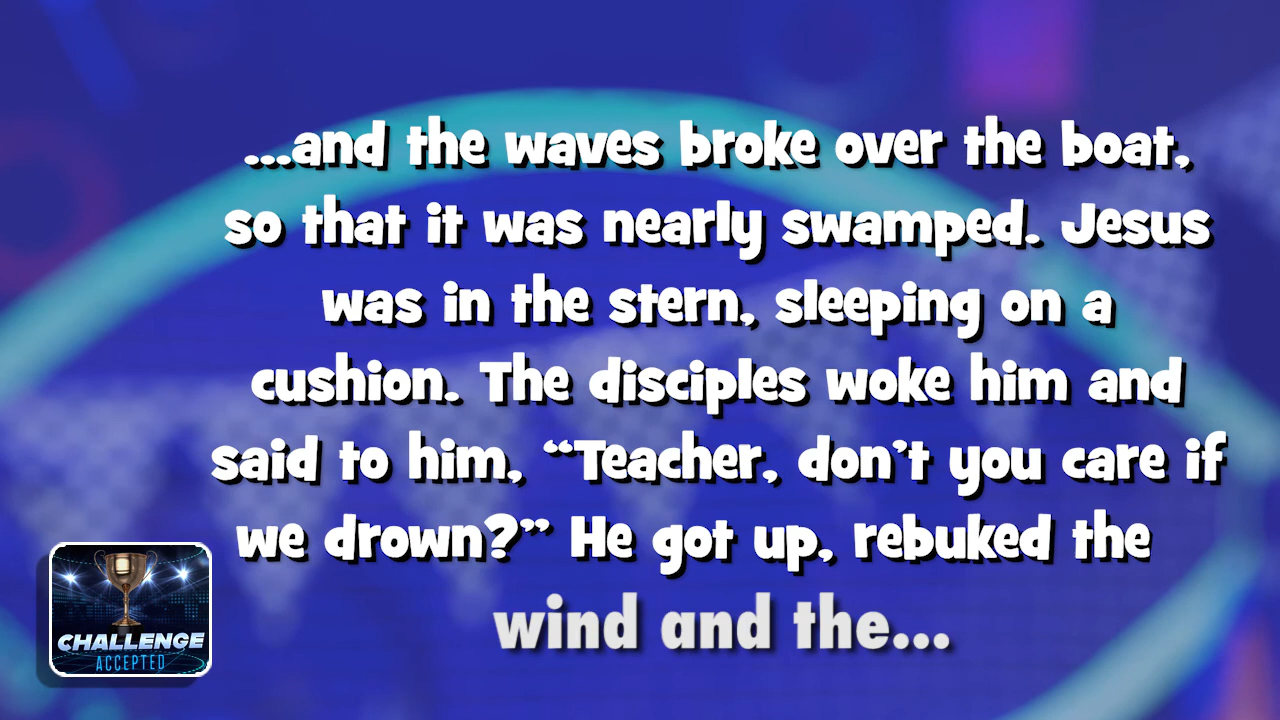 ...and the waves broke over the boat,
so that it was nearly swamped. Jesus
was in the stern, sleeping on a
cushion. The disciples woke him and
said to him, “Teacher, don’t you care if
we drown?” He got up, rebuked the
wind and the...
CHALLENGE
ACCEPTED